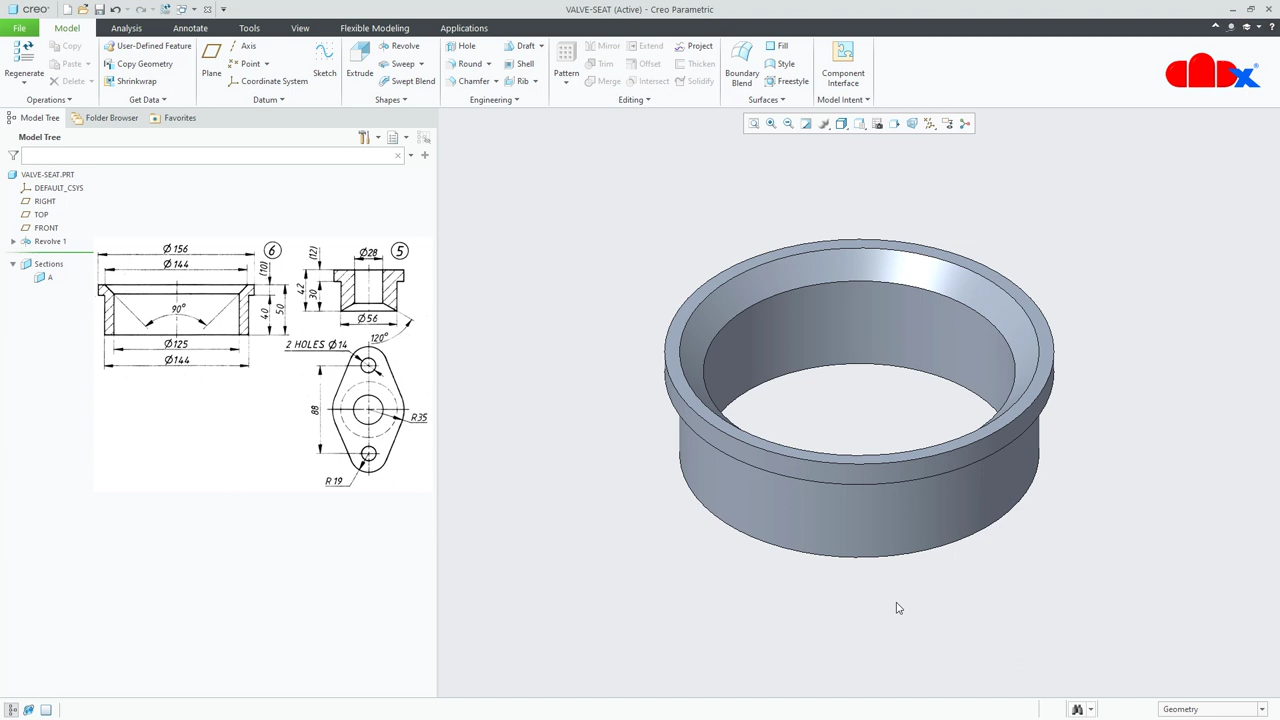 creo°
VALVE-SEAT (Active) - Creo Parametric
File Model Analysis Annotate Tools View Flexible Modeling Applications
Regenerate
Copy
Paste
Delete
Operations
User-Defined Feature
Copy Geometry
Shrinkwrap
Get Data
Plane
Axis
Point
Coordinate System
Sketch
Datum
Extrude
Revolve
Sweep
Swept Blend
Shapes
Hole
Round
Chamfer
Draft
Shell
Rib
Engineering
Pattern
Mirror
Trim
Merge
Extend
Offset
Intersect
Project
Thicken
Solidify
Editing
Boundary Blend
Fill
Style
Freestyle
Surfaces
Component Interface
Model Intent
Model Tree Folder Browser Favorites
Model Tree
VALVE-SEAT.PRT
DEFAULT_CSYS
RIGHT
TOP
FRONT
Revolve 1
Sections
A
Ø156
6
Ø144
(10)
90°
40
50
Ø125
Ø144
(12)
Ø28
5
42
30
Ø56
120°
2 HOLES Ø14
88
R35
R19
Geometry